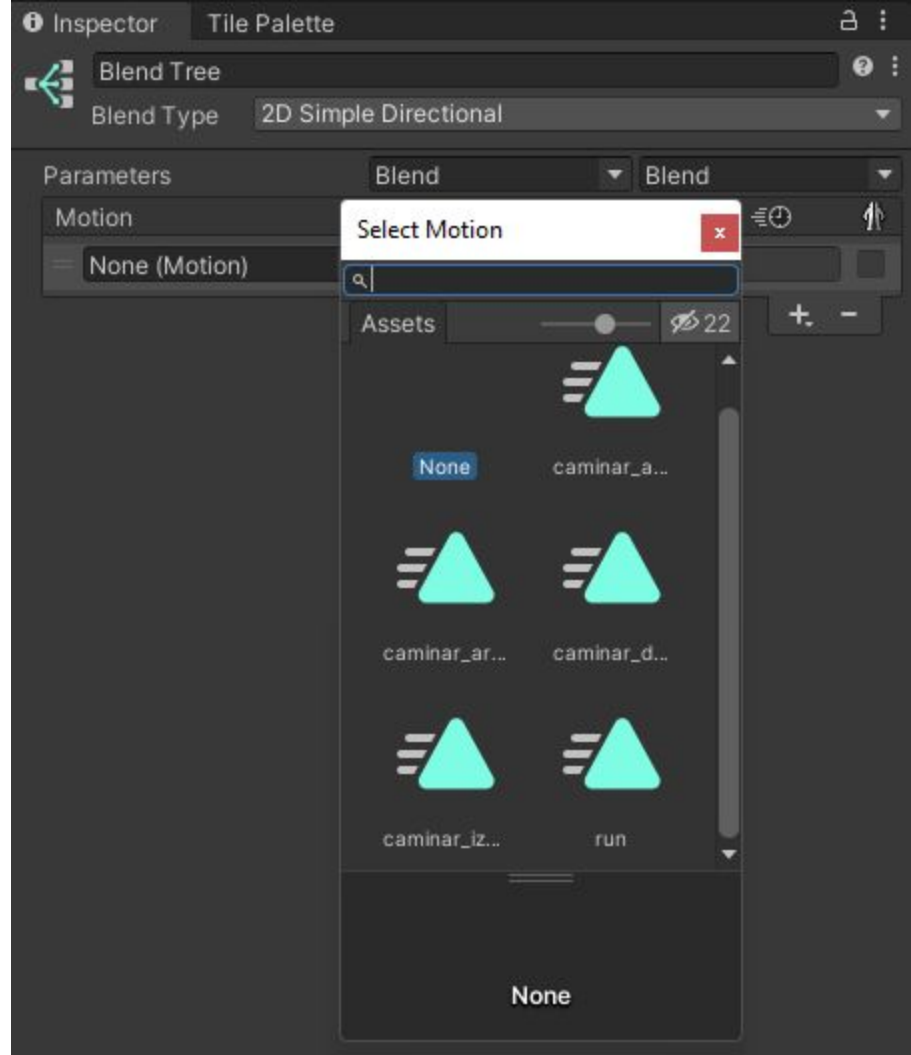 Inspector Tile Palette
Blend Tree
Blend Type 2D Simple Directional
Parameters Blend Blend
Motion
None (Motion)
Select Motion
Assets 22
None caminar_a...
caminar_ar... caminar_d...
caminar_iz... run
None